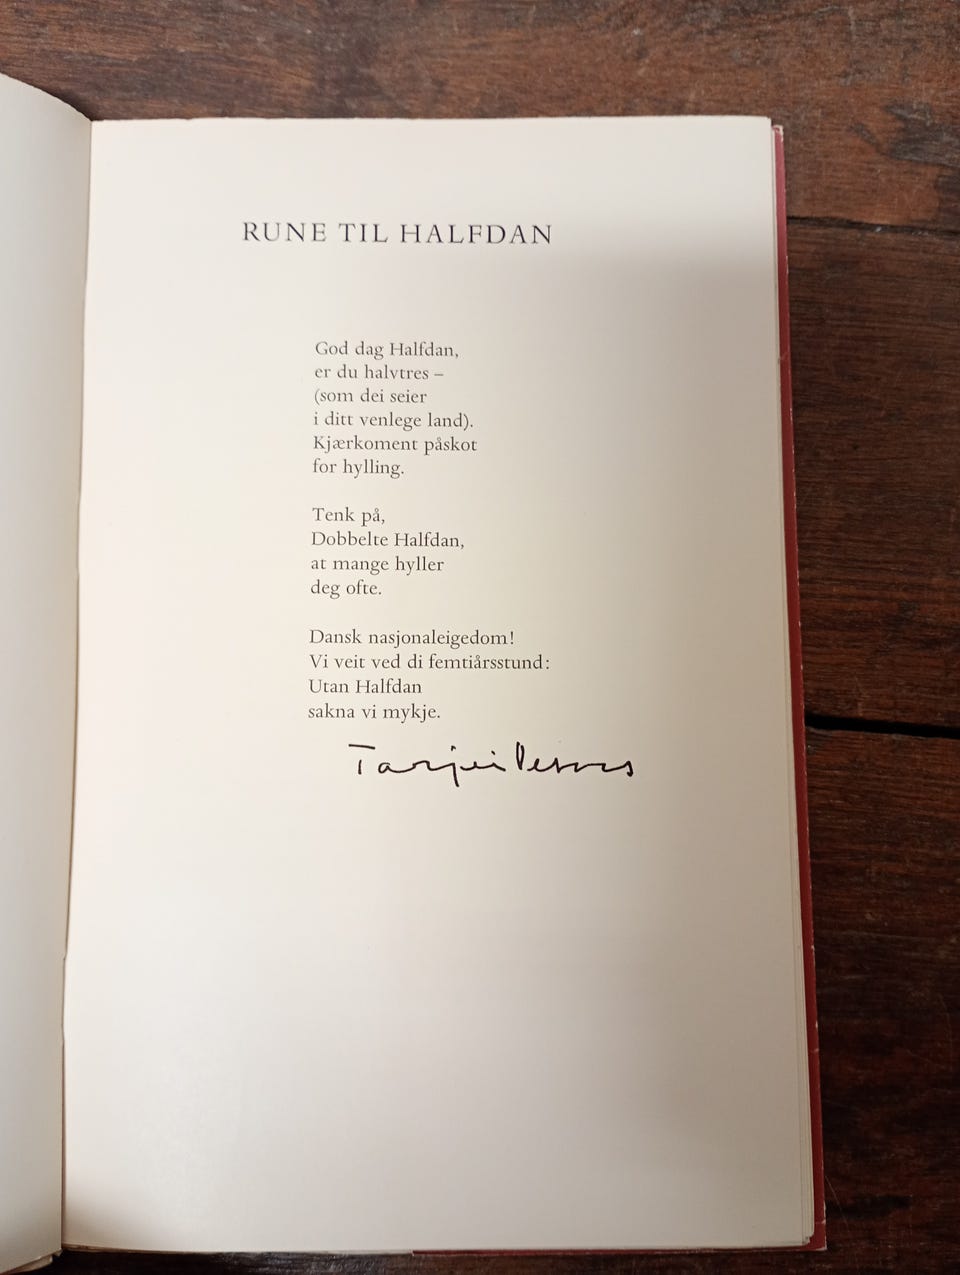 RUNE TIL HALFDAN
God dag Halfdan,
er du halvtres –
(som dei seier
i ditt venlege land).
Kjærkoment påskot
for hylling.
Tenk på,
Dobbelte Halfdan,
at mange hyller
deg ofte.
Dansk nasjonaleigedom!
Vi veit ved di femtiårsstund:
Utan Halfdan
sakna vi mykje.
Tarjei Vesaas